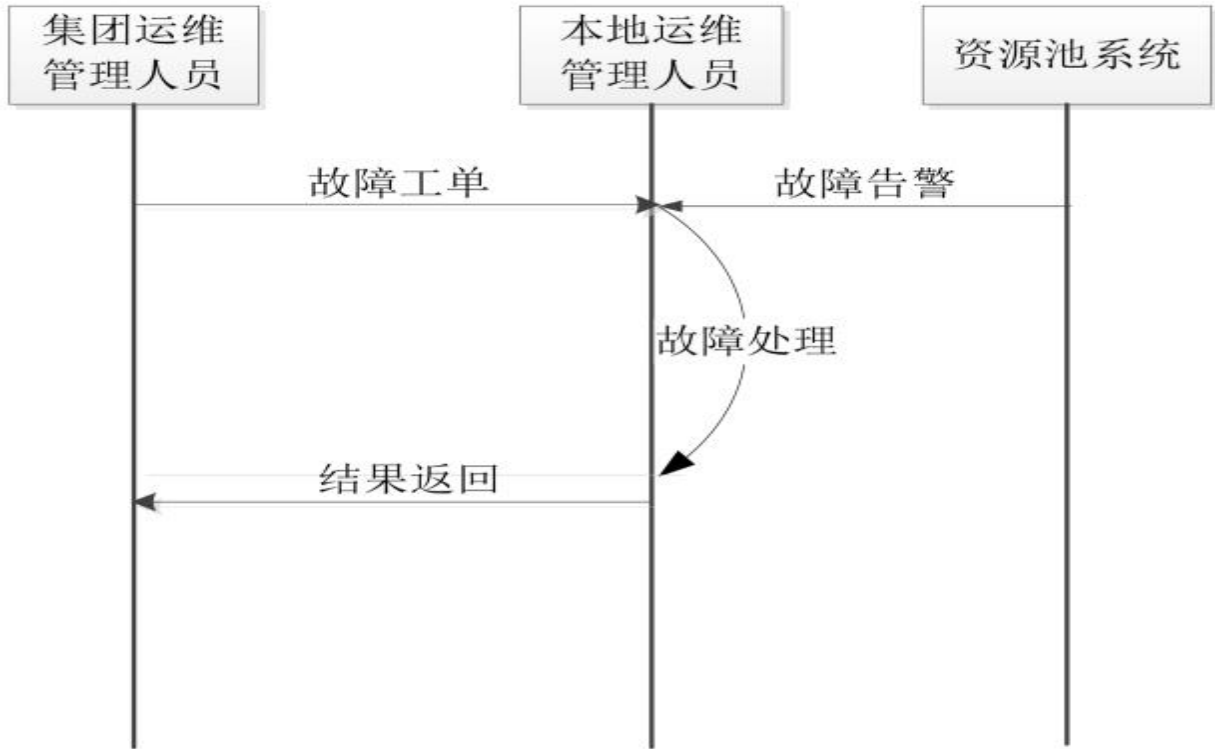 集团运维
管理人员
本地运维
管理人员
资源池系统
故障工单
故障告警
故障处理
结果返回